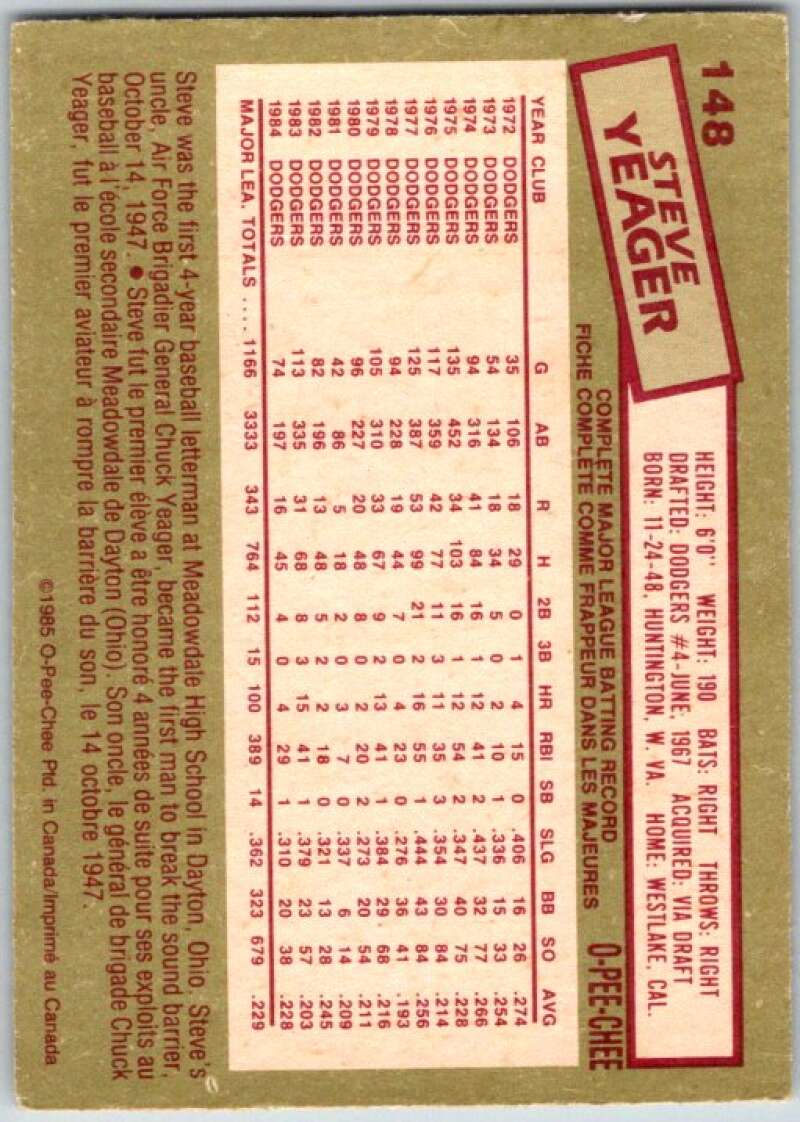 148
STEVE
YEAGER
HEIGHT: 6'0" WEIGHT: 190 BATS: RIGHT THROWS: RIGHT
DRAFTED: DODGERS #4-JUNE, 1967 ACQUIRED: VIA DRAFT
BORN: 11-24-48, HUNTINGTON, W. VA. HOME: WESTLAKE, CAL.
COMPLETE MAJOR LEAGUE BATTING RECORD
FICHE COMPLÈTE COMME FRAPPEUR DANS LES MAJEURES
O-PEE-CHEE
YEAR CLUB G AB R H 2B 3B HR RBI SB SLG BB SO AVG
1972 DODGERS 35 106 18 29 0 1 4 15 0 .406 16 26 .274
1973 DODGERS 54 134 18 34 5 0 2 10 1 .336 15 33 .254
1974 DODGERS 94 316 41 84 16 1 12 41 2 .437 32 77 .266
1975 DODGERS 135 452 34 103 16 1 12 54 2 .347 40 75 .228
1976 DODGERS 117 359 42 77 11 3 11 35 3 .354 30 84 .214
1977 DODGERS 125 387 53 99 21 2 16 55 1 .444 43 84 .256
1978 DODGERS 94 228 19 44 7 0 4 23 0 .276 36 41 .193
1979 DODGERS 105 310 33 67 9 2 13 41 1 .384 29 68 .216
1980 DODGERS 96 227 20 48 8 0 2 20 2 .273 20 54 .211
1981 DODGERS 42 86 5 18 2 0 3 7 0 .337 6 14 .209
1982 DODGERS 82 196 13 48 5 2 2 18 0 .321 13 28 .245
1983 DODGERS 113 335 31 68 8 3 15 41 1 .379 23 57 .203
1984 DODGERS 74 197 16 45 4 0 4 29 1 .310 20 38 .228
MAJOR LEA. TOTALS .... 1166 3333 343 764 112 15 100 389 14 .362 323 679 .229
Steve was the first 4-year baseball letterman at Meadowdale High School in Dayton, Ohio. Steve's
uncle, Air Force Brigadier General Chuck Yeager, became the first man to break the sound barrier,
October 14, 1947. ● Steve fut le premier élève a être honoré 4 années de suite pour ses exploits au
baseball à l'école secondaire Meadowdale de Dayton (Ohio). Son oncle, le général de brigade Chuck
Yeager, fut le premier aviateur à rompre la barrière du son, le 14 octobre 1947.
©1985 O-Pee-Chee Ptd. in Canada/Imprimé au Canada